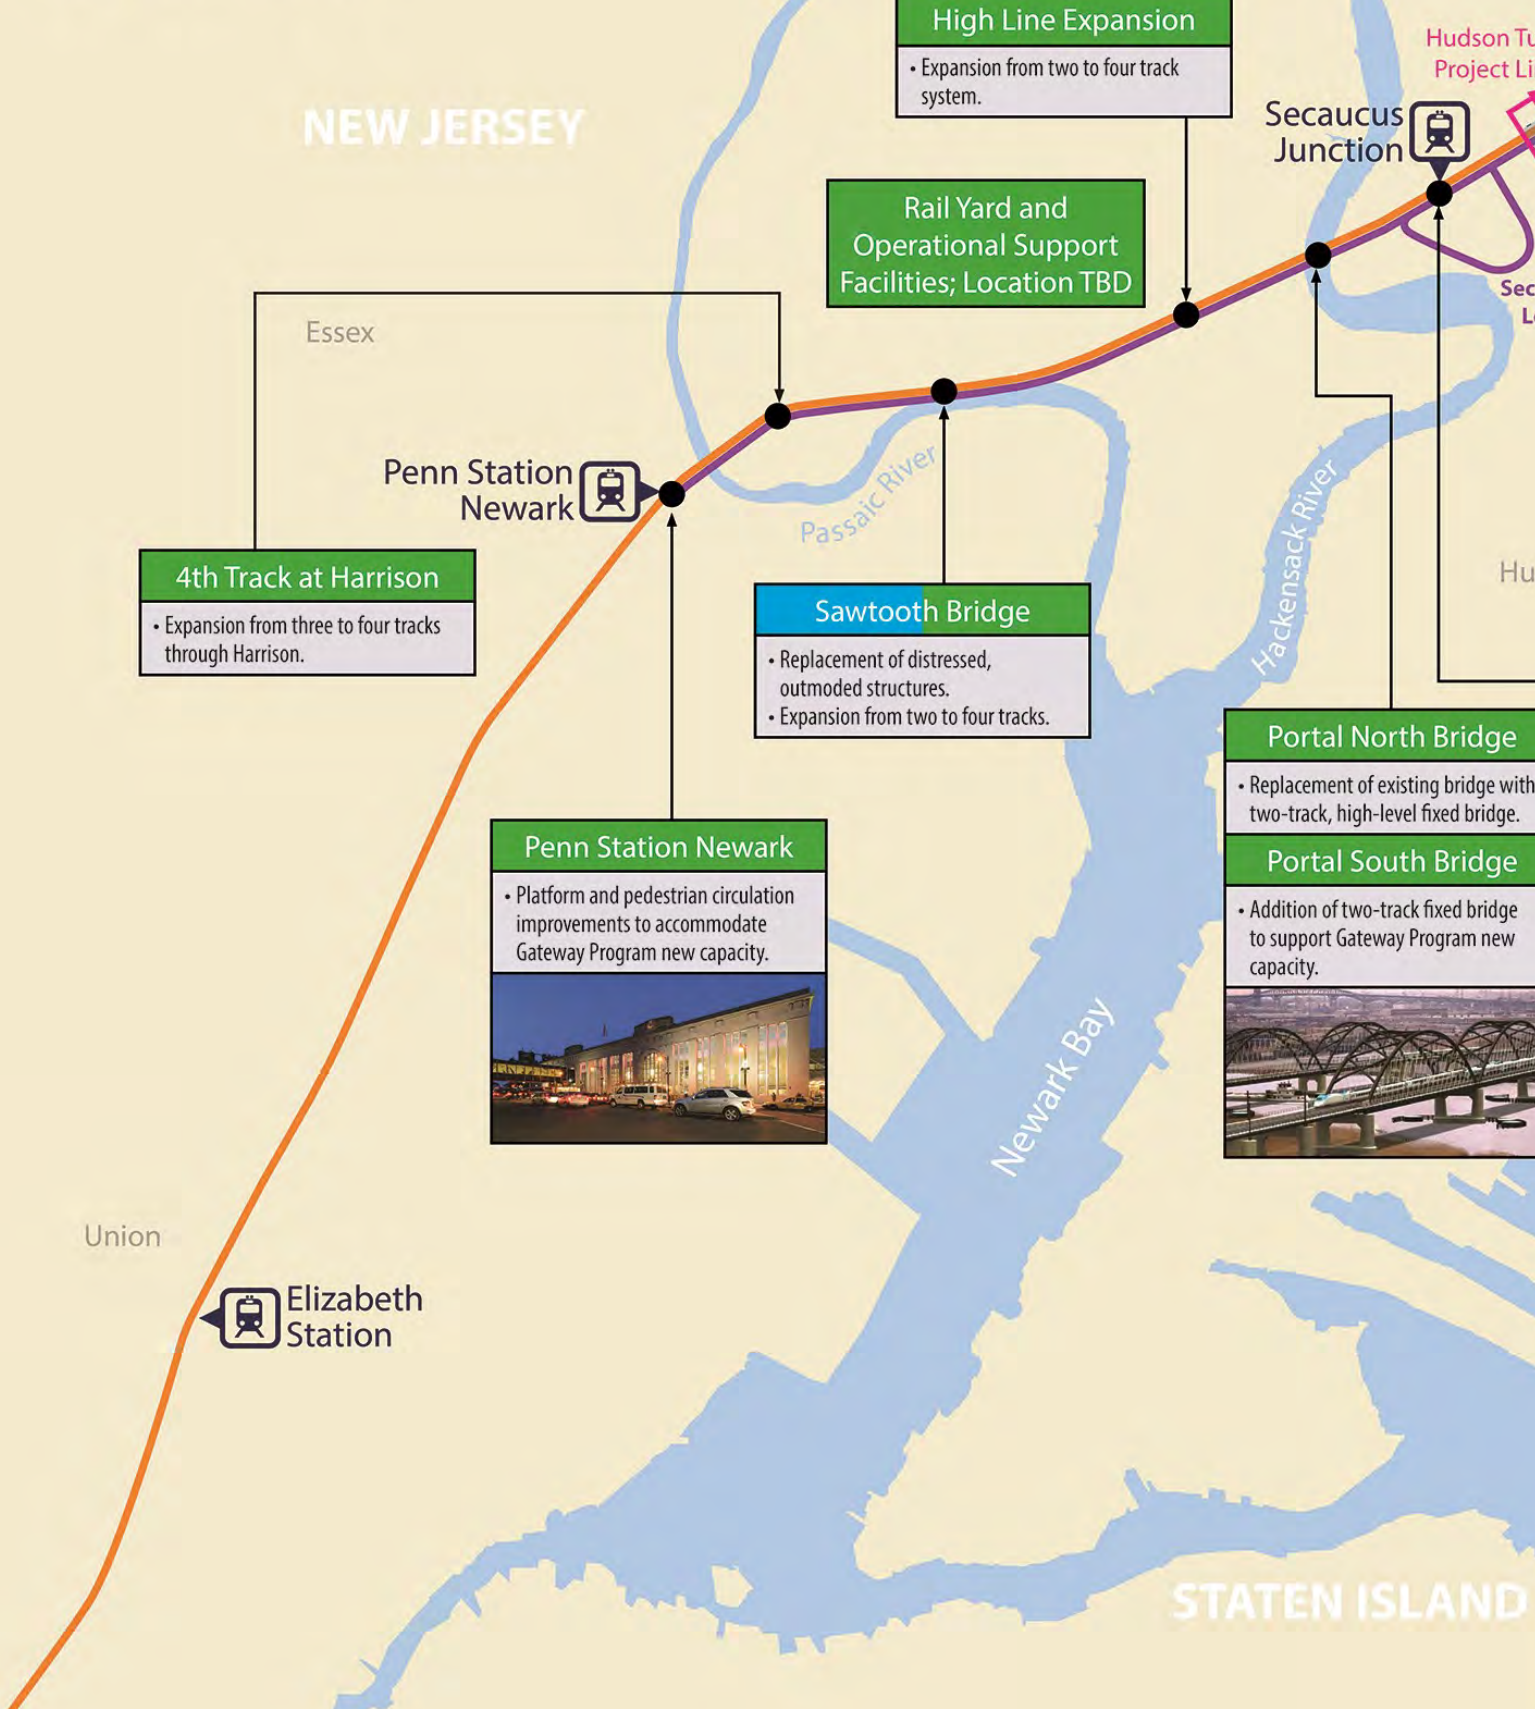 High Line Expansion
• Expansion from two to four track
system.
Hudson
Project
NEW JERSEY
Secaucus
Junction
Rail Yard and
Operational Support
Facilities; Location TBD
Essex
Penn Station
Newark
Passaic River
Hackensack River
4th Track at Harrison
• Expansion from three to four tracks
through Harrison.
Sawtooth Bridge
• Replacement of distressed,
outmoded structures.
• Expansion from two to four tracks.
Portal North Bridge
• Replacement of existing bridge with
two-track, high-level fixed bridge.
Portal South Bridge
• Addition of two-track fixed bridge
to support Gateway Program new
capacity.
Penn Station Newark
• Platform and pedestrian circulation
improvements to accommodate
Gateway Program new capacity.
Newark Bay
Union
Elizabeth
Station
STATEN ISLAND